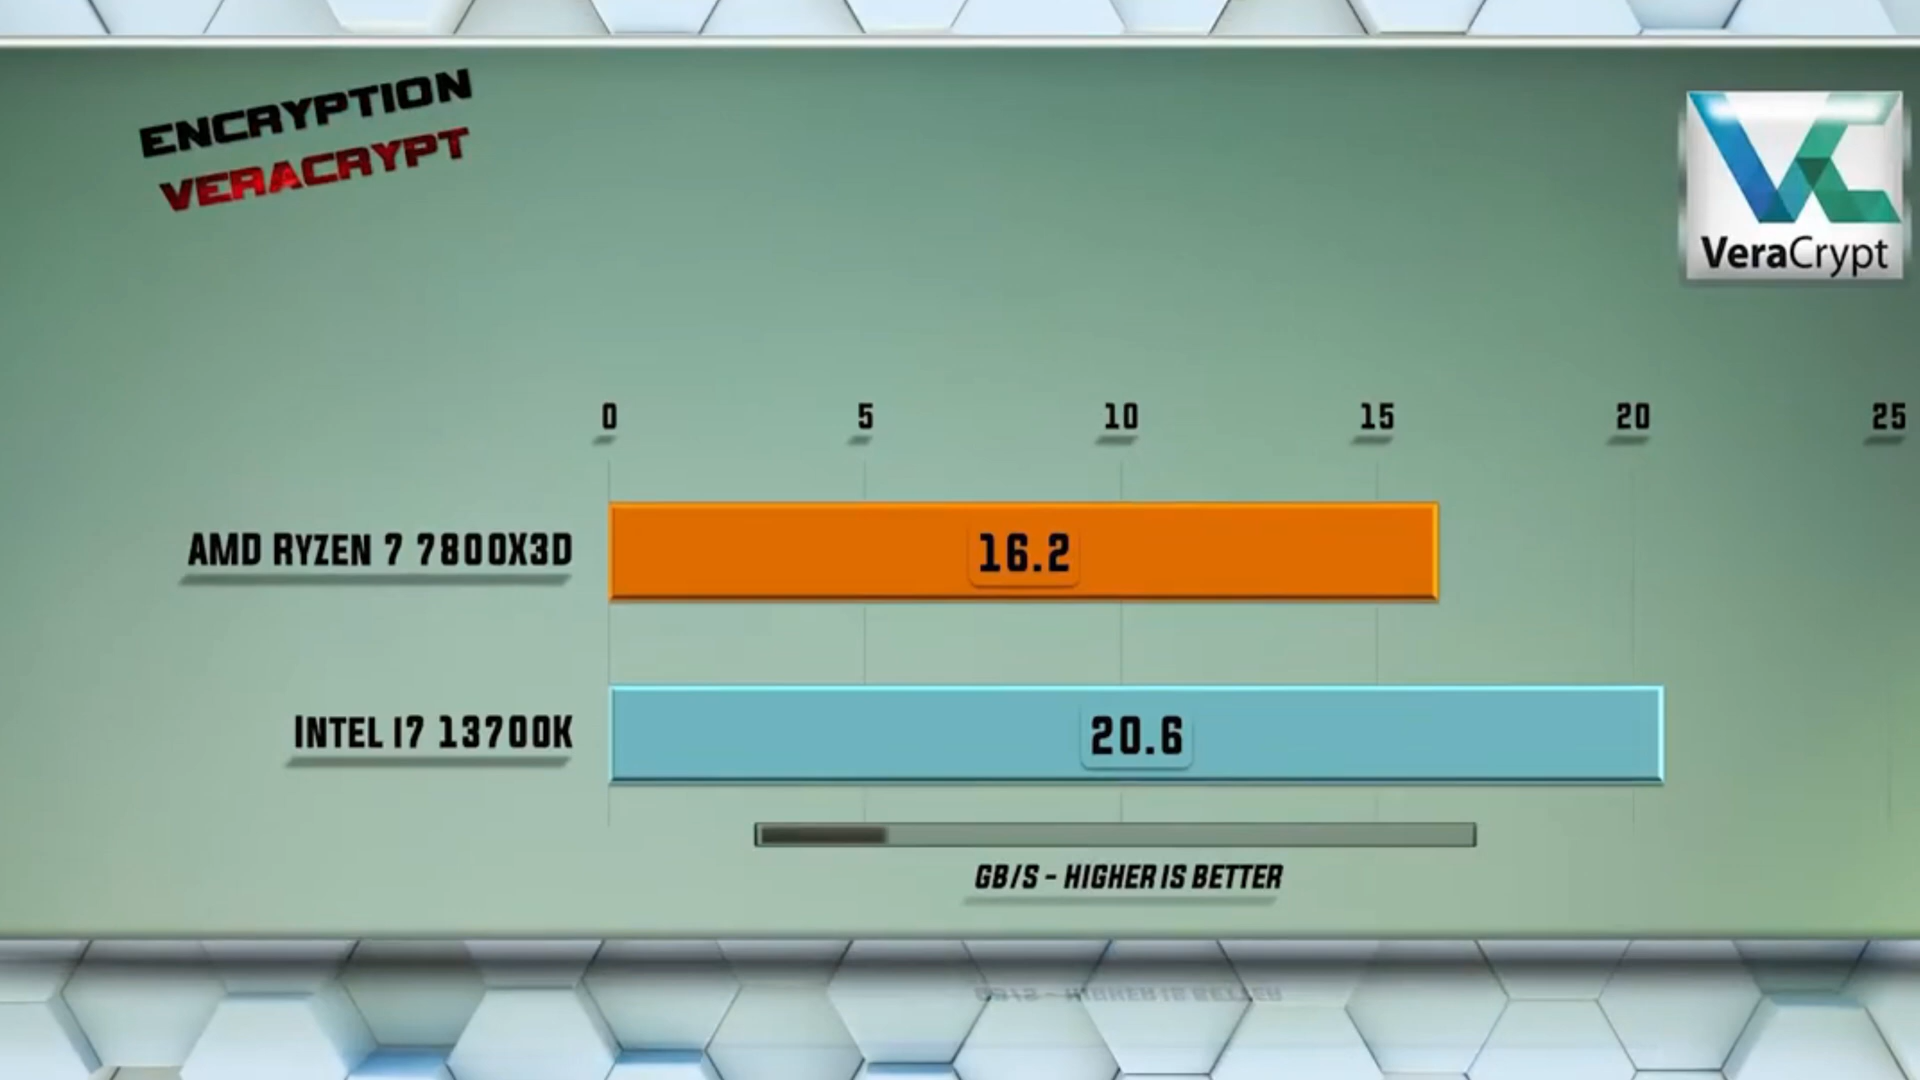 ENCRYPTION
VERACRYPT
VeraCrypt
0 5 10 15 20 25
AMD RYZEN 7 7800X3D
16.2
INTEL I7 13700K
20.6
GB/S - HIGHER IS BETTER